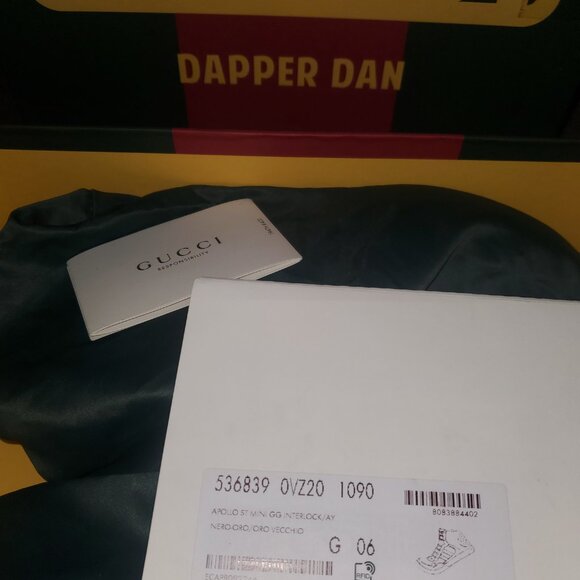 DAPPER DAN
GUCCI
RESPONSIBILITY
536839 0VZ20 1090
8083884402
APOLLO ST MINI GG INTERLOCK/AY
NERO-ORO/ORO VECCHIO
G 06
RFID